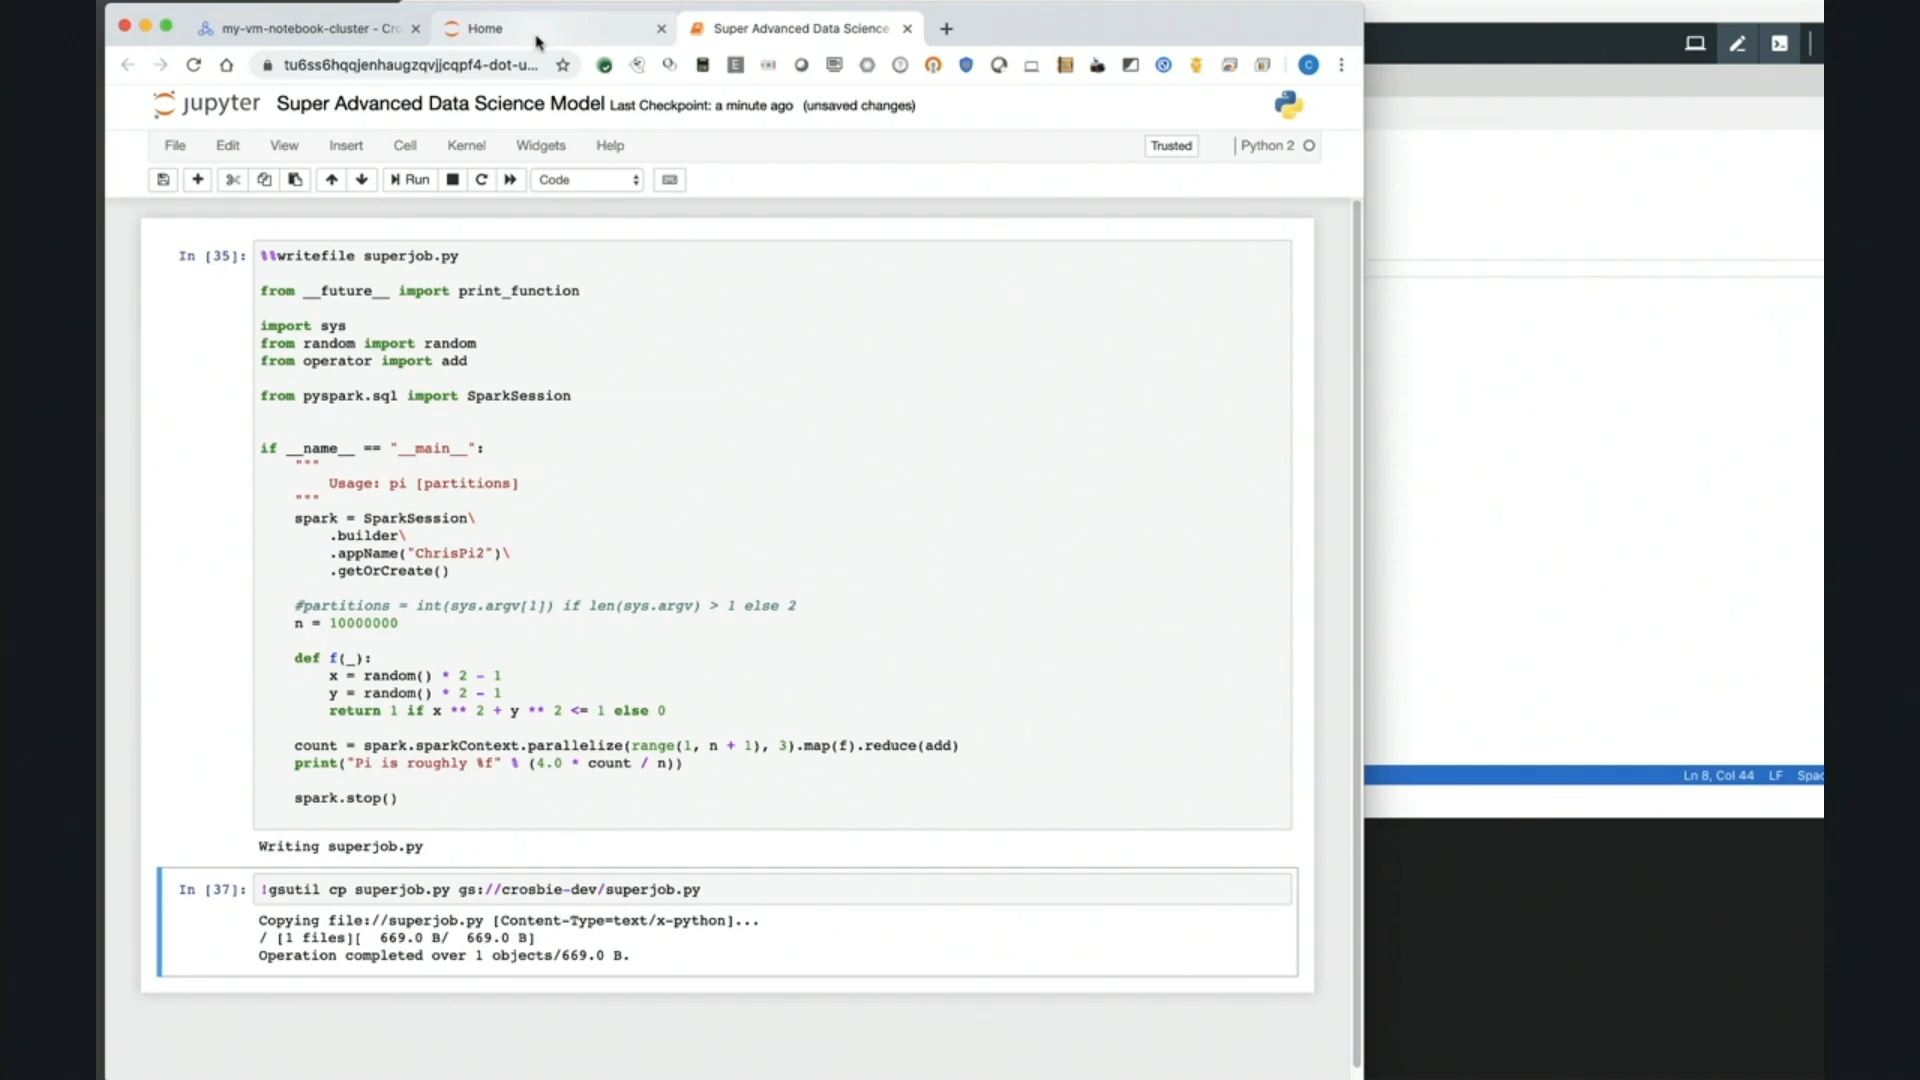 my-vm-notebook-cluster - Cro
Home
Super Advanced Data Science
tu6ss6hqqjenhaugzqvjjcqpf4-dot-u...
jupyter Super Advanced Data Science Model Last Checkpoint: a minute ago (unsaved changes)
File Edit View Insert Cell Kernel Widgets Help Trusted Python 2
Run Code
In [35]: %%writefile superjob.py
from __future__ import print_function
import sys
from random import random
from operator import add
from pyspark.sql import SparkSession
if __name__ == "__main__":
"""
Usage: pi [partitions]
"""
spark = SparkSession\
.builder\
.appName("ChrisPi2")\
.getOrCreate()
#partitions = int(sys.argv[1]) if len(sys.argv) > 1 else 2
n = 10000000
def f(_):
x = random() * 2 - 1
y = random() * 2 - 1
return 1 if x ** 2 + y ** 2 <= 1 else 0
count = spark.sparkContext.parallelize(range(1, n + 1), 3).map(f).reduce(add)
print("Pi is roughly %f" % (4.0 * count / n))
spark.stop()
Writing superjob.py
In [37]: !gsutil cp superjob.py gs://crosbie-dev/superjob.py
Copying file://superjob.py [Content-Type=text/x-python]...
/ [1 files][ 669.0 B/ 669.0 B]
Operation completed over 1 objects/669.0 B.
Ln 8, Col 44 LF Spac